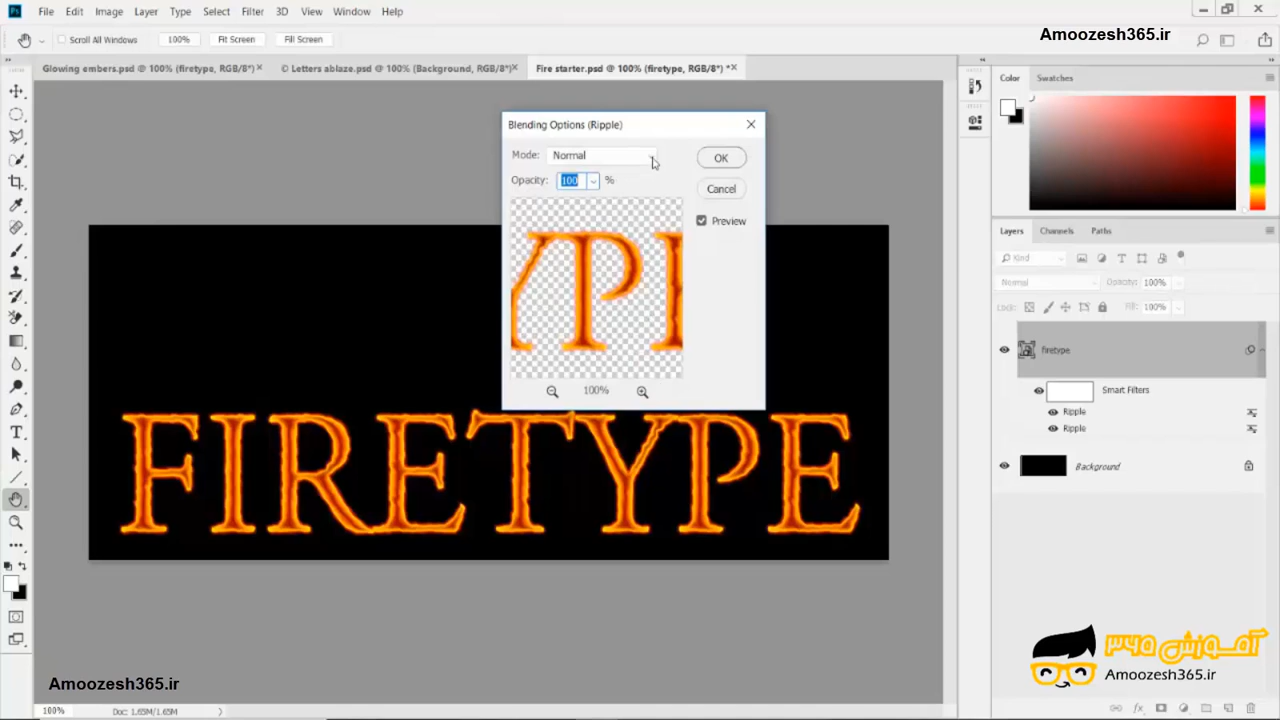 File Edit Image Layer Type Select Filter 3D View Window Help
Amoozesh365.ir
Scroll All Windows 100% Fit Screen Fill Screen
Glowing embers.psd @ 100% (firetype, RGB/8*) ×
© Letters ablaze.psd @ 100% (Background, RGB/8*) ×
Fire starter.psd @ 100% (firetype, RGB/8*) * ×
Color Swatches
Blending Options (Ripple)
Mode: Normal
OK
Opacity: 100 %
Cancel
Preview
YPE
100%
FIRETYPE
Layers Channels Paths
Kind
Normal Opacity: 100%
Lock: Fill: 100%
firetype
Smart Filters
Ripple
Ripple
Background
آموزش ۳۶۵
Amoozesh365.ir
Amoozesh365.ir
100% Doc: 1.65M/1.65M